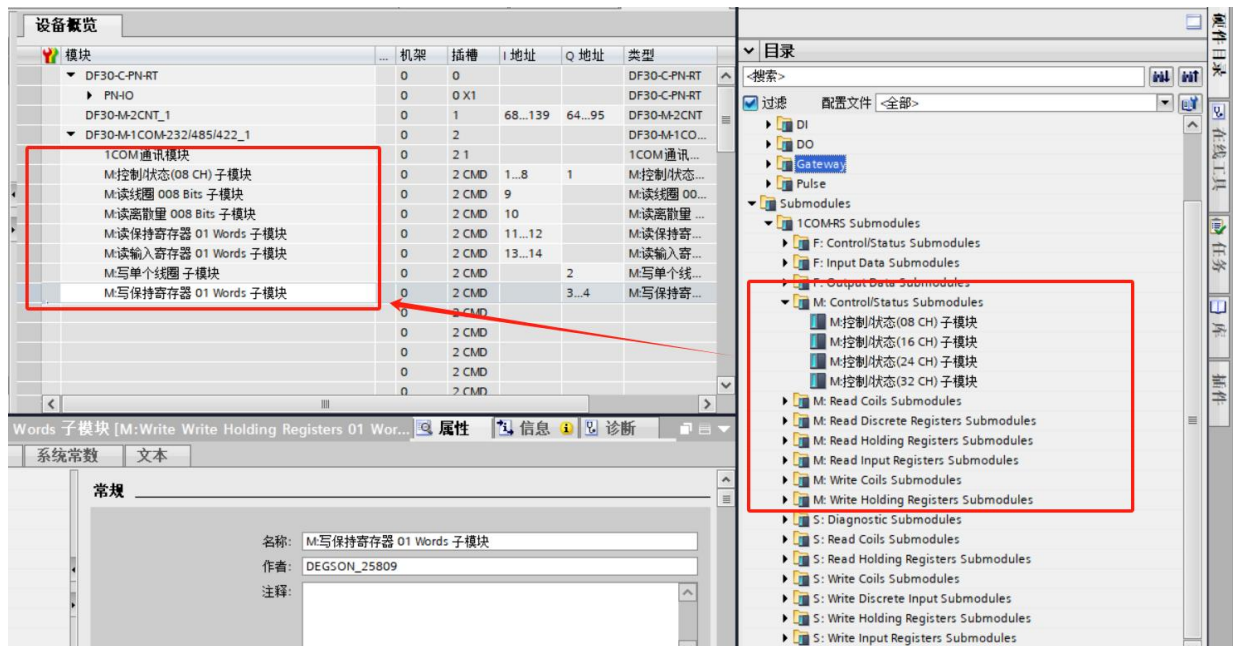 设备概览
模块 ... 机架 插槽 I 地址 Q 地址 类型
DF30-C-PN-RT 0 0 DF30-C-PN-RT
PN-IO 0 0 X1 DF30-C-PN-RT
DF30-M-2CNT_1 0 1 68...139 64...95 DF30-M-2CNT
DF30-M-1COM-232/485/422_1 0 2 DF30-M-1CO...
1COM通讯模块 0 2 1 1COM通讯...
M:控制/状态(08 CH) 子模块 0 2 CMD 1...8 1 M:控制/状态...
M:读线圈 008 Bits 子模块 0 2 CMD 9 M:读线圈 00...
M:读离散量 008 Bits 子模块 0 2 CMD 10 M:读离散量 ...
M:读保持寄存器 01 Words 子模块 0 2 CMD 11...12 M:读保持寄...
M:读输入寄存器 01 Words 子模块 0 2 CMD 13...14 M:读输入寄...
M:写单个线圈 子模块 0 2 CMD 2 M:写单个线...
M:写保持寄存器 01 Words 子模块 0 2 CMD 3...4 M:写保持寄...
0 2 CMD
0 2 CMD
0 2 CMD
0 2 CMD
0 2 CMD
Words 子模块 [M:Write Write Holding Registers 01 Wor... 属性 信息 诊断
系统常数 文本
常规
名称: M:写保持寄存器 01 Words 子模块
作者: DEGSON_25809
注释:
目录
<搜索>
过滤 配置文件 <全部>
DI
DO
Gateway
Pulse
Submodules
1COM-RS Submodules
F: Control/Status Submodules
F: Input Data Submodules
F: Output Data Submodules
M: Control/Status Submodules
M:控制/状态(08 CH) 子模块
M:控制/状态(16 CH) 子模块
M:控制/状态(24 CH) 子模块
M:控制/状态(32 CH) 子模块
M: Read Coils Submodules
M: Read Discrete Registers Submodules
M: Read Holding Registers Submodules
M: Read Input Registers Submodules
M: Write Coils Submodules
M: Write Holding Registers Submodules
S: Diagnostic Submodules
S: Read Coils Submodules
S: Read Holding Registers Submodules
S: Write Coils Submodules
S: Write Discrete Input Submodules
S: Write Holding Registers Submodules
S: Write Input Registers Submodules
硬件目录
在线工具
任务
库
插件